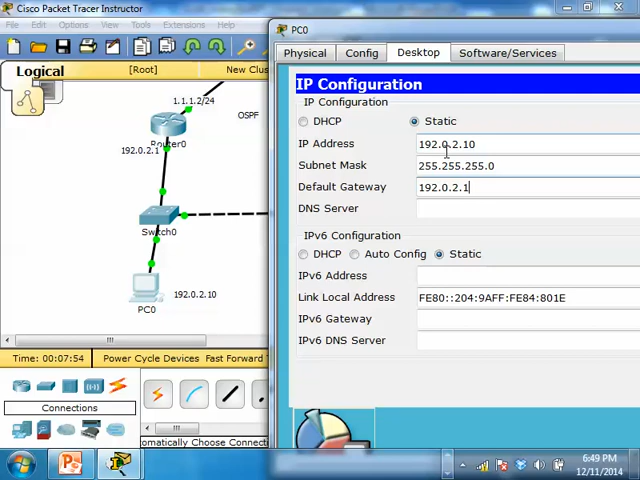 Cisco Packet Tracer Instructor
File Edit Options View Tools Extensions Help
Logical [Root] New Clus
1.1.1.2/24
OSPF
Router0
192.0.2.1
Switch0
192.0.2.10
PC0
Time: 00:07:54 Power Cycle Devices Fast Forward T
Connections
utomatically Choose Connect
PC0
Physical Config Desktop Software/Services
IP Configuration
IP Configuration
DHCP Static
IP Address 192.0.2.10
Subnet Mask 255.255.255.0
Default Gateway 192.0.2.1
DNS Server
IPv6 Configuration
DHCP Auto Config Static
IPv6 Address
Link Local Address FE80::204:9AFF:FE84:801E
IPv6 Gateway
IPv6 DNS Server
6:49 PM
12/11/2014